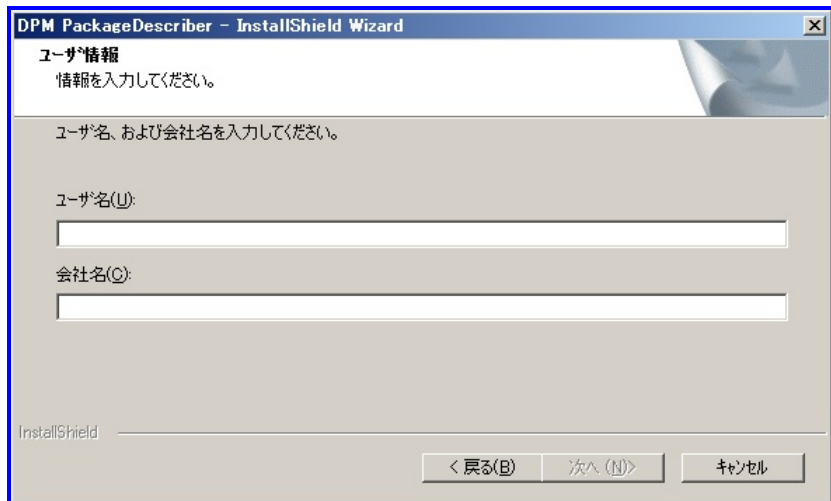 DPM PackageDescriber - InstallShield Wizard
ユーザ情報
情報を入力してください。
ユーザ名、および会社名を入力してください。
ユーザ名(U):
会社名(C):
InstallShield
< 戻る(B)
次へ (N)>
キャンセル